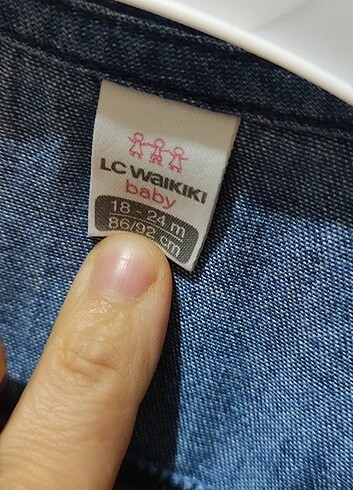 LC WAIKIKI
baby
18 - 24 m
86/92 cm